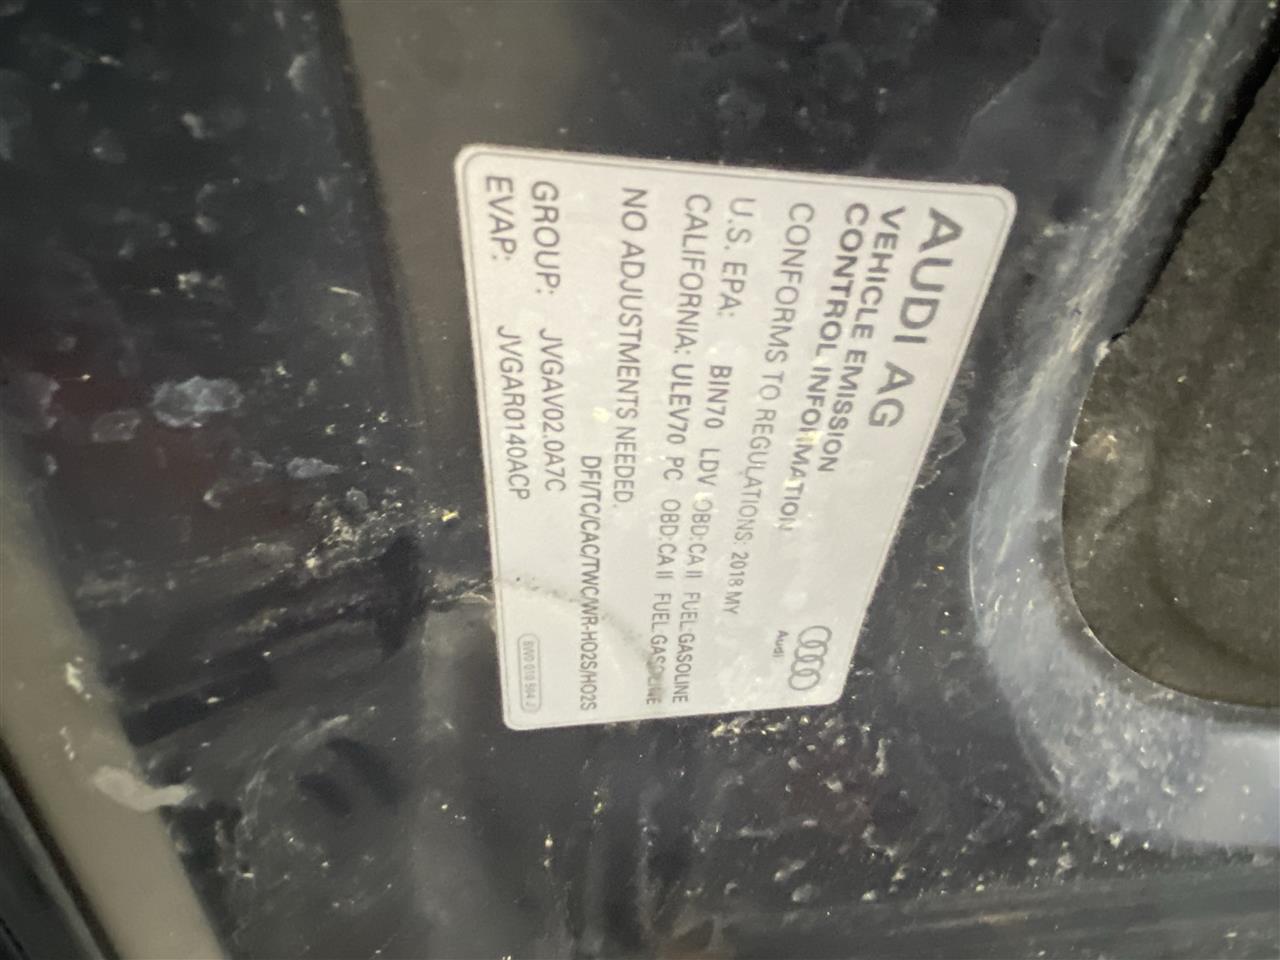 AUDI AG
VEHICLE EMISSION
CONTROL INFORMATION
Audi
CONFORMS TO REGULATIONS: 2018 MY
U.S. EPA: BIN70 LDV OBD:CA II FUEL:GASOLINE
CALIFORNIA: ULEV70 PC OBD:CA II FUEL:GASOLINE
NO ADJUSTMENTS NEEDED.
DFI/TC/CAC/TWC/WR-HO2S/HO2S
GROUP: JVGAV02.0A7C
EVAP: JVGAR0140ACP